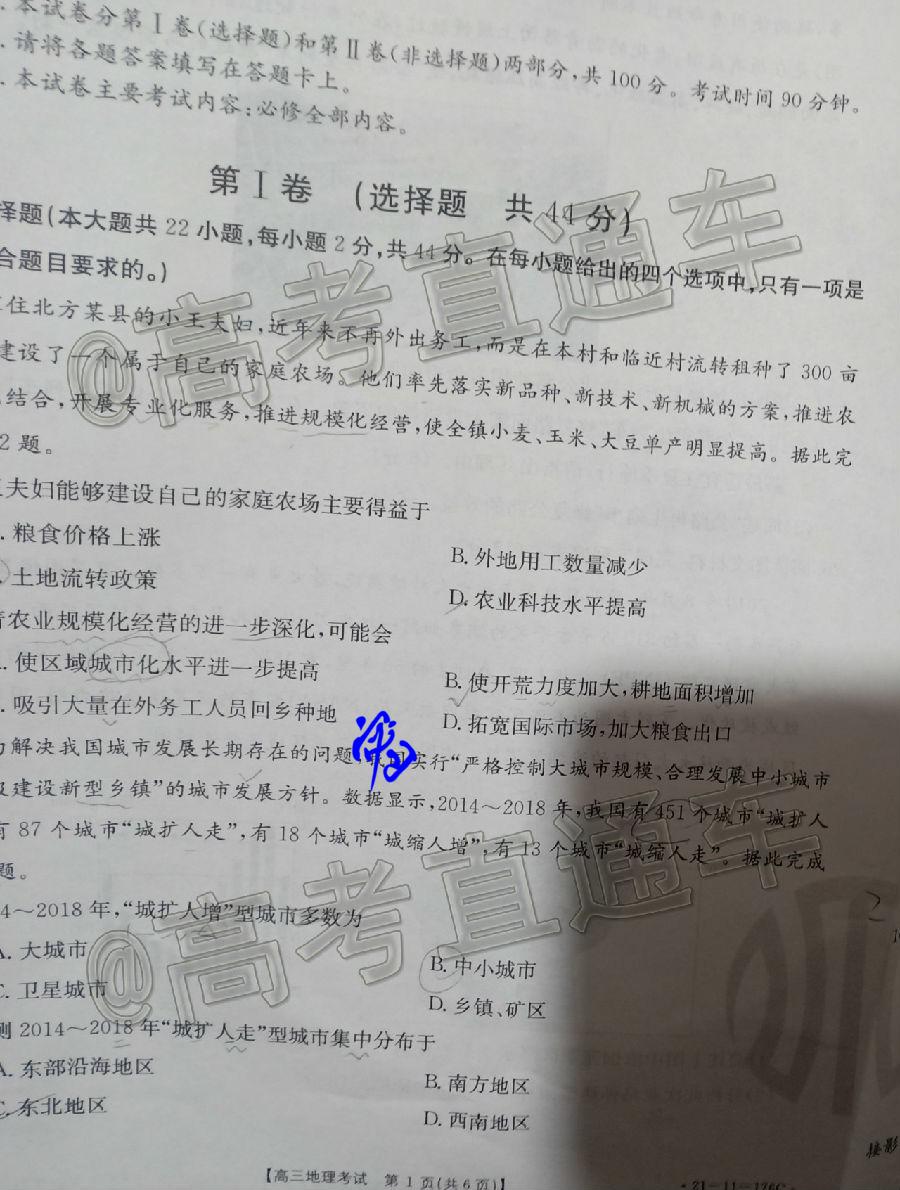 .本试卷分第Ⅰ卷(选择题)和第Ⅱ卷(非选择题)两部分,共100分。考试时间90分钟。
.请将各题答案填写在答题卡上。
.本试卷主要考试内容:必修全部内容。
第Ⅰ卷 (选择题 共44分)
择题(本大题共22小题,每小题2分,共44分。在每小题给出的四个选项中,只有一项是
合题目要求的。)
住北方某县的小王夫妇,近年来不再外出务工,而是在本村和临近村流转租种了300亩
建设了一个属于自己的家庭农场。他们率先落实新品种、新技术、新机械的方案,推进农
结合,开展专业化服务,推进规模化经营,使全镇小麦、玉米、大豆单产明显提高。据此完
2题。
夫妇能够建设自己的家庭农场主要得益于
.粮食价格上涨
B.外地用工数量减少
.土地流转政策
D.农业科技水平提高
着农业规模化经营的进一步深化,可能会
.使区域城市化水平进一步提高
B.使开荒力度加大,耕地面积增加
.吸引大量在外务工人员回乡种地
D.拓宽国际市场,加大粮食出口
为解决我国城市发展长期存在的问题 我国实行“严格控制大城市规模、合理发展中小城市
极建设新型乡镇”的城市发展方针。数据显示,2014～2018年,我国有451个城市“城扩人
有87个城市“城扩人走”,有18个城市“城缩人增”,有13个城市“城缩人走”。据此完成
题。
4～2018年,“城扩人增”型城市多数为
A.大城市
B.中小城市
C.卫星城市
D.乡镇、矿区
测2014～2018年“城扩人走”型城市集中分布于
A.东部沿海地区
B.南方地区
C.东北地区
D.西南地区
【高三地理考试 第1页(共6页)】
·21-11-126C·
@高考直通车
@高考直通车
接影